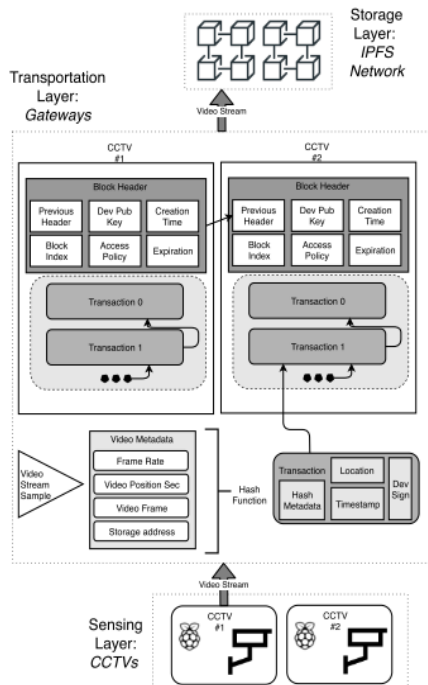 Storage
Layer:
IPFS
Network
Transportation
Layer:
Gateways
Video Stream
CCTV
#1
CCTV
#2
Block Header
Previous
Header
Dev Pub
Key
Creation
Time
Block
Index
Access
Policy
Expiration
Block Header
Previous
Header
Dev Pub
Key
Creation
Time
Block
Index
Access
Policy
Expiration
Transaction 0
Transaction 1
Transaction 0
Transaction 1
Video
Stream
Sample
Video Metadata
Frame Rate
Video Position Sec
Video Frame
Storage address
Hash
Function
Transaction
Hash
Metadata
Location
Timestamp
Dev
Sign
Video Stream
Sensing
Layer:
CCTVs
CCTV
#1
CCTV
#2